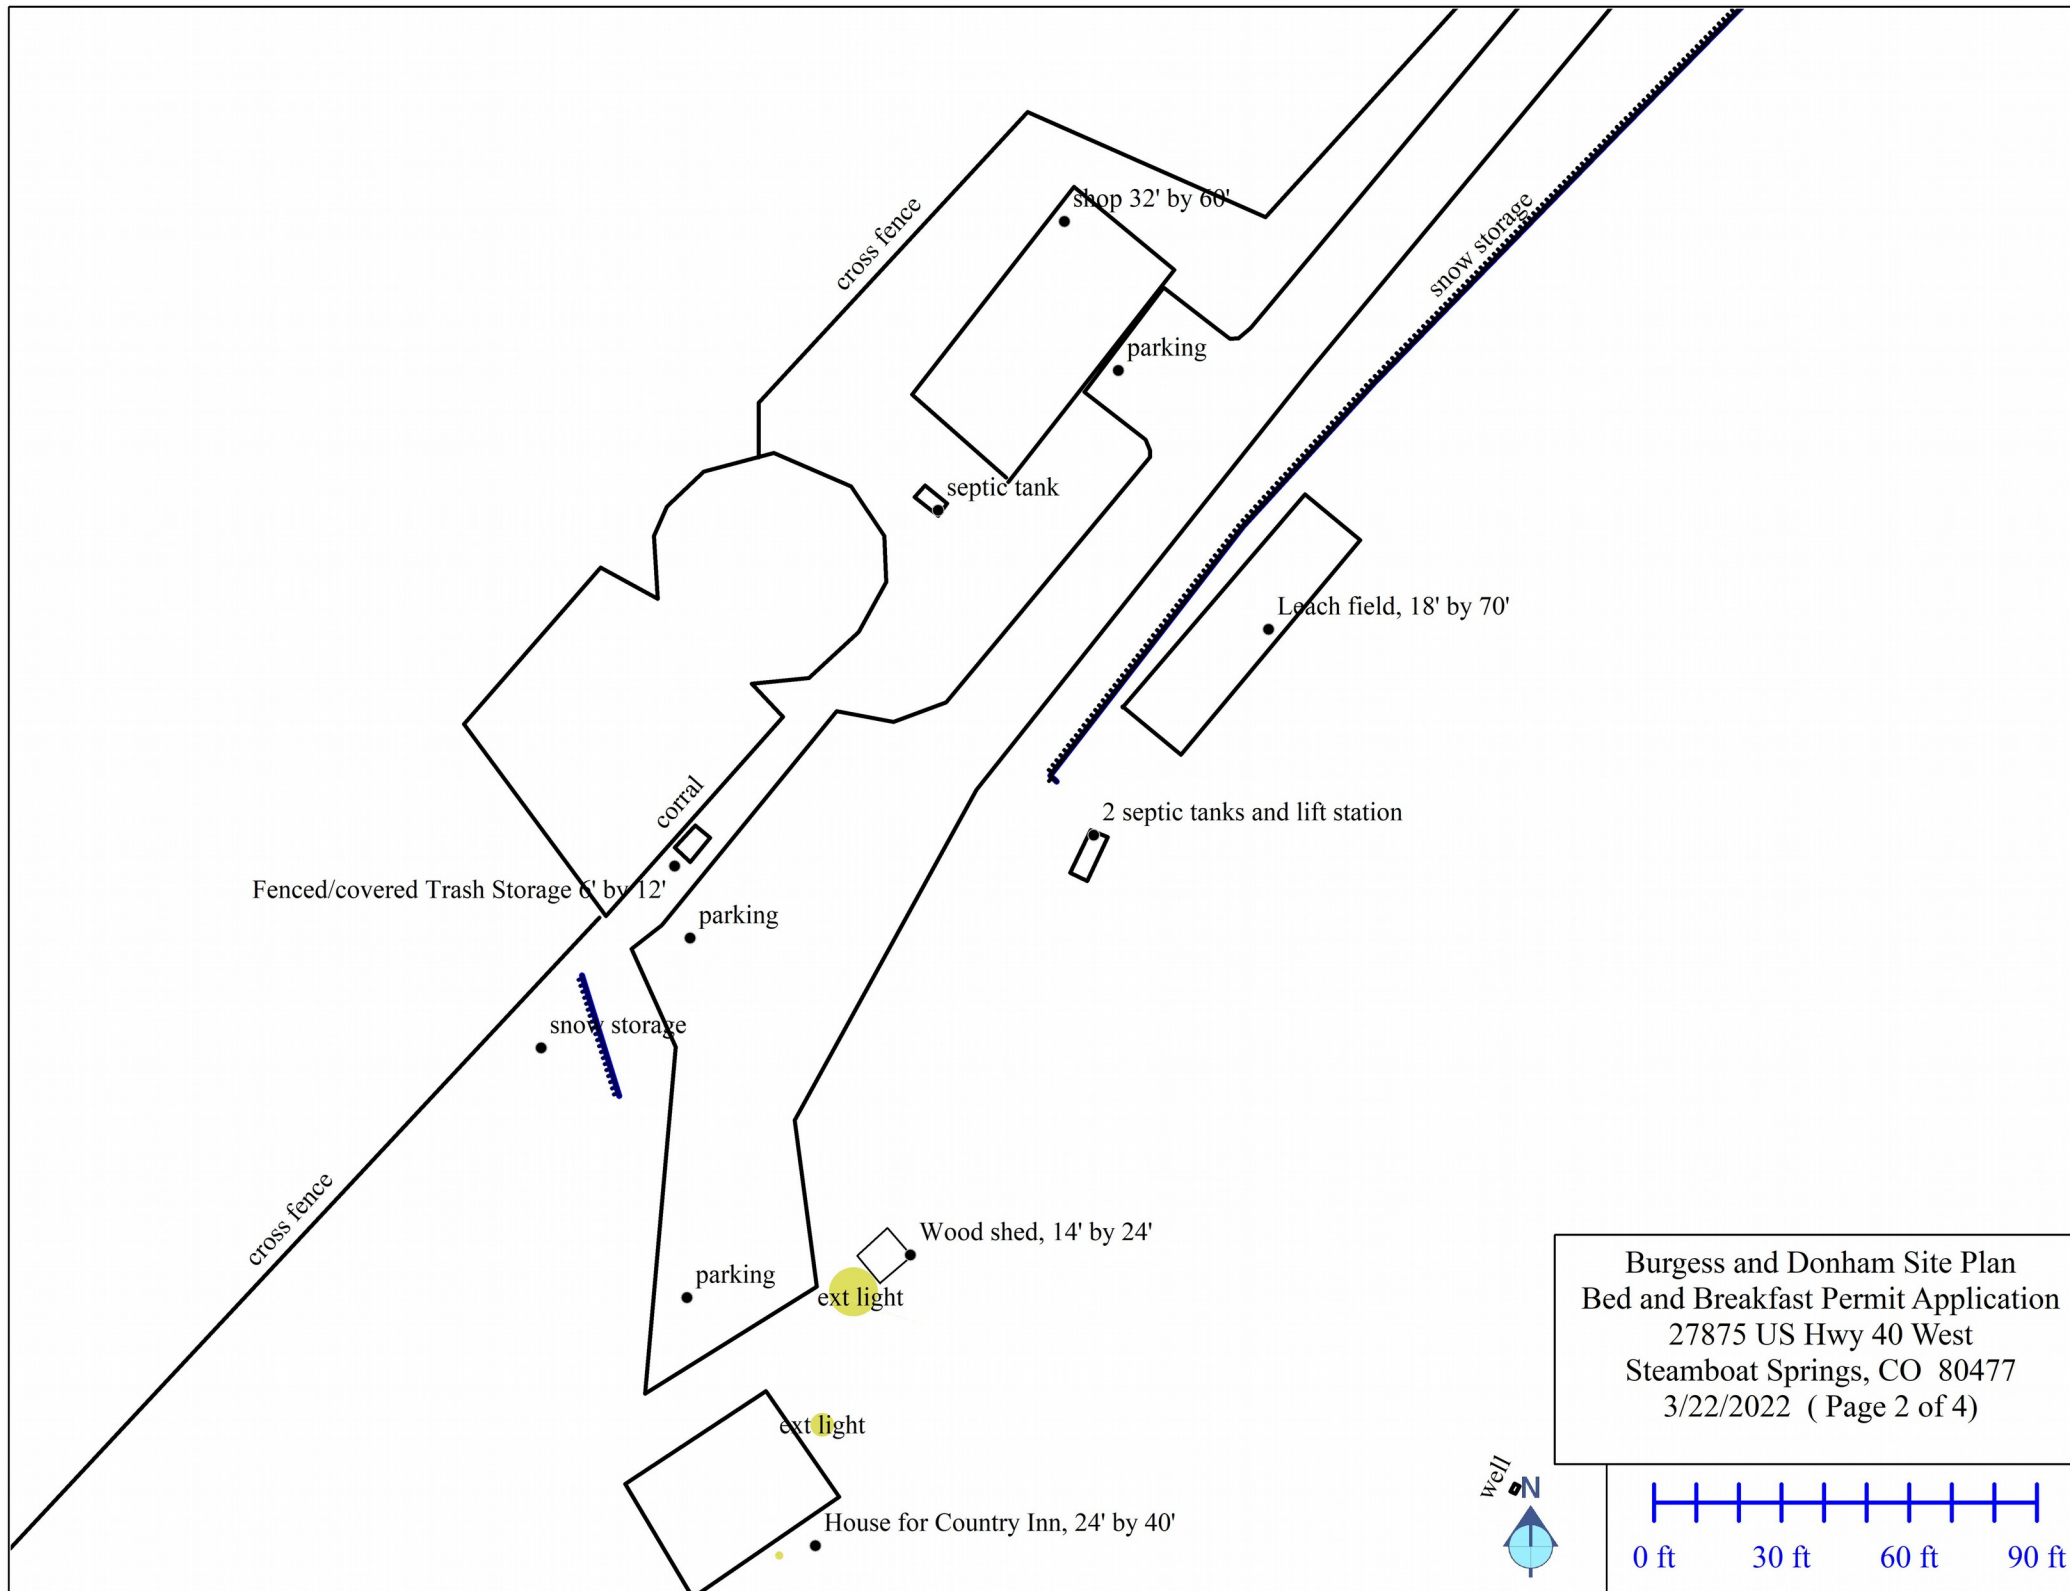 shop 32' by 60'
cross fence
snow storage
parking
septic tank
Leach field, 18' by 70'
corral
2 septic tanks and lift station
Fenced/covered Trash Storage 6' by 12'
parking
snow storage
cross fence
Wood shed, 14' by 24'
parking
ext light
ext light
House for Country Inn, 24' by 40'
Burgess and Donham Site Plan
Bed and Breakfast Permit Application
27875 US Hwy 40 West
Steamboat Springs, CO 80477
3/22/2022 ( Page 2 of 4)
well
N
0 ft 30 ft 60 ft 90 ft